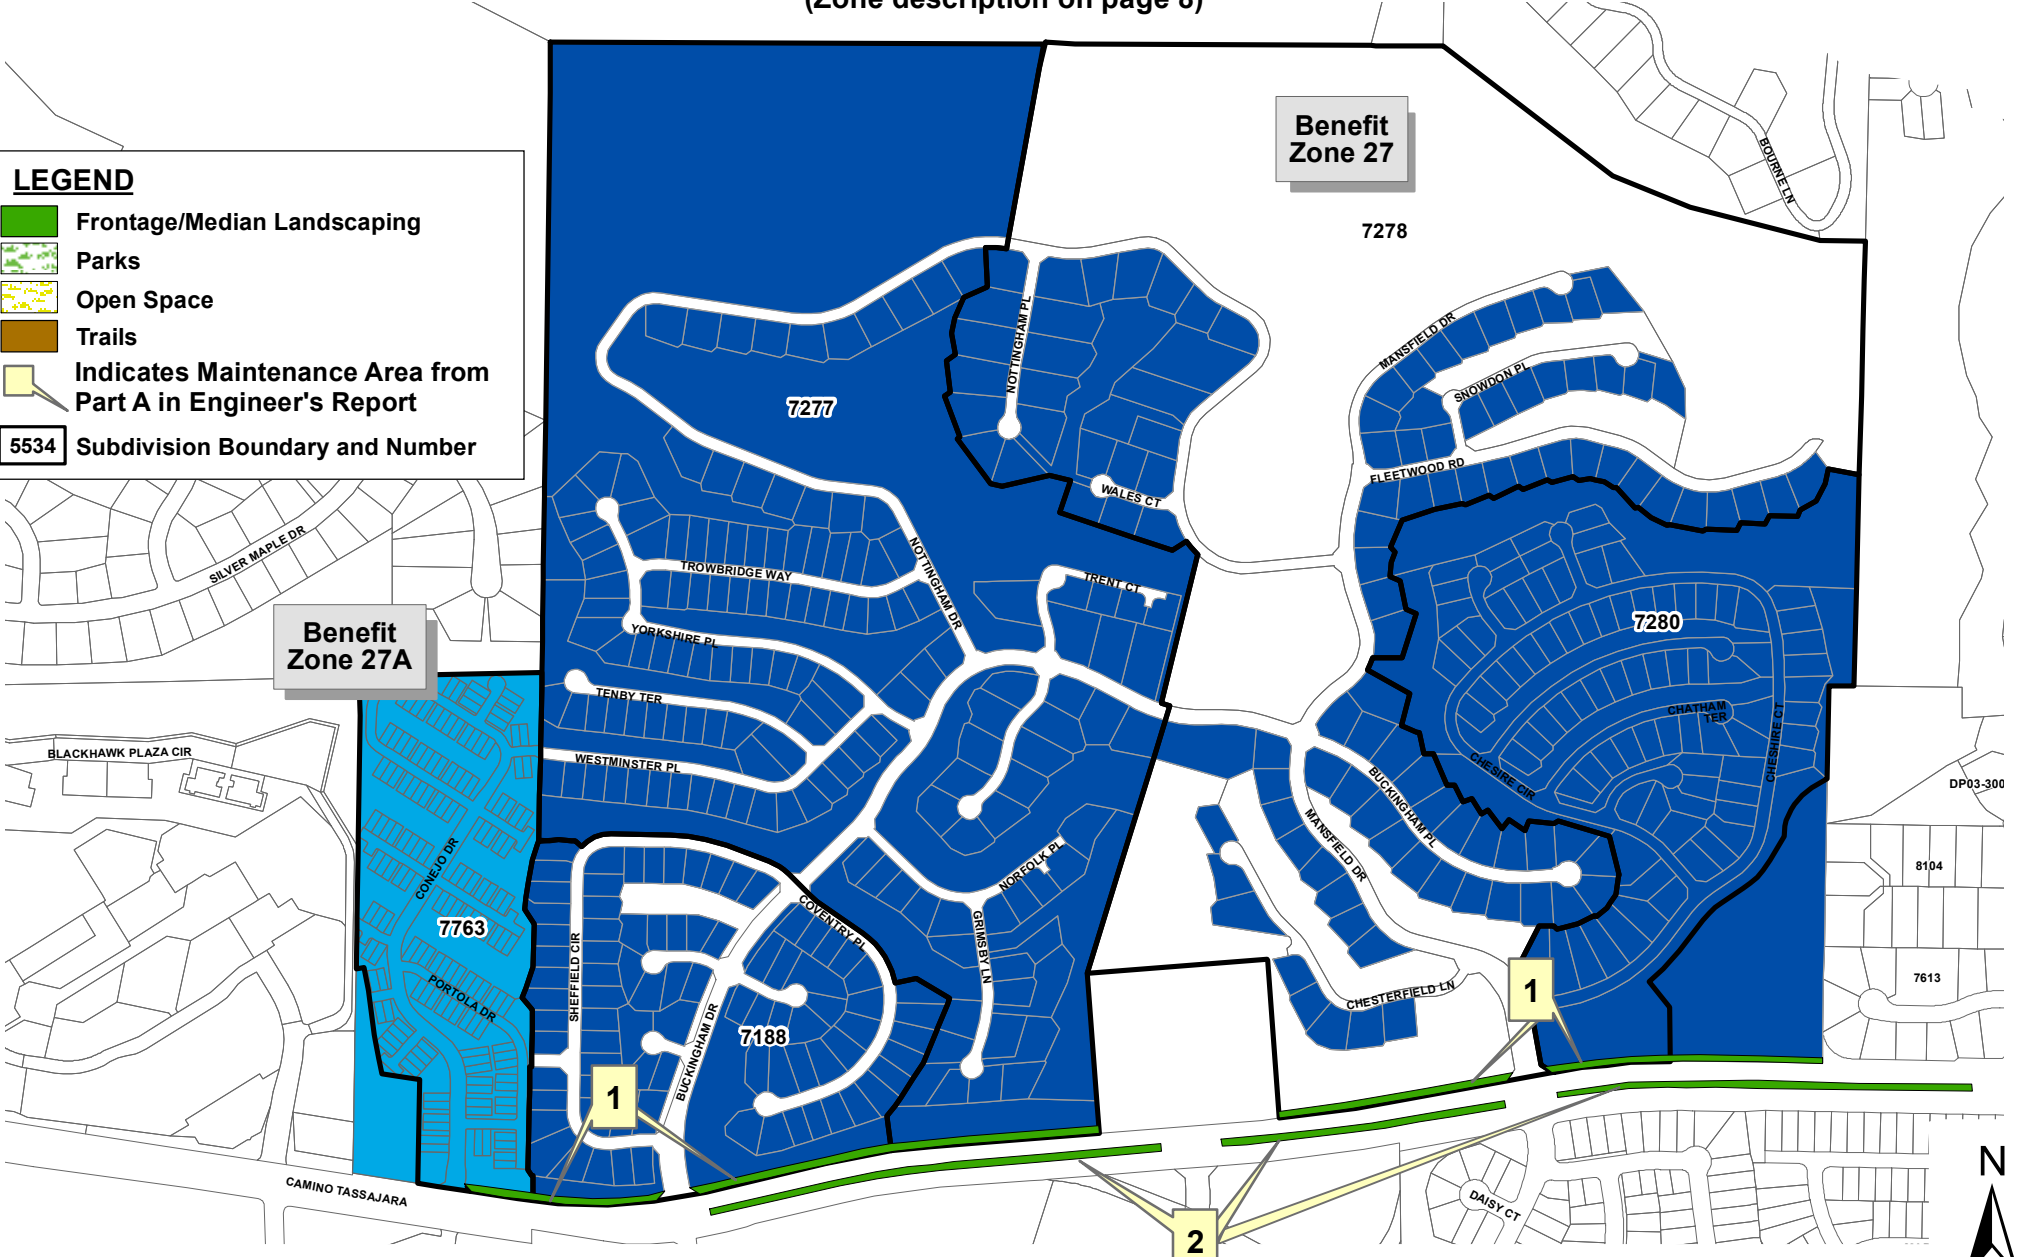 (Zone description on page 8)
Benefit
Zone 27
7278
BOURNE LN
LEGEND
Frontage/Median Landscaping
Parks
Open Space
Trails
Indicates Maintenance Area from
Part A in Engineer's Report
5534 Subdivision Boundary and Number
NOTTINGHAM PL
MANSFIELD DR
SNOWDON PL
7277
FLEETWOOD RD
WALES CT
SILVER MAPLE DR
NOTTINGHAM DR
TROWBRIDGE WAY
TRENT CT
7280
Benefit
Zone 27A
YORKSHIRE PL
TENBY TER
CHATHAM
TER
CHESHIRE CT
BLACKHAWK PLAZA CIR
WESTMINSTER PL
CHESIRE CIR
BUCKINGHAM PL
DP03-300
MANSFIELD DR
CONEJO DR
NORFOLK PL
8104
7763
COVENTRY PL
GRIMSBY LN
SHEFFIELD CIR
7613
PORTOLA DR
CHESTERFIELD LN
1
BUCKINGHAM DR
7188
1
CAMINO TASSAJARA
DAISY CT
N
2